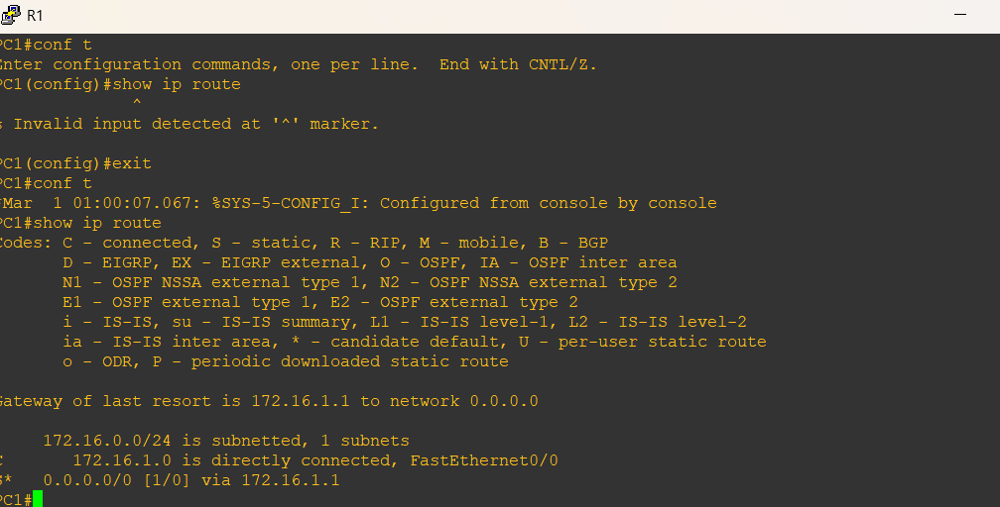 R1
PC1#conf t
Enter configuration commands, one per line.  End with CNTL/Z.
PC1(config)#show ip route
^
% Invalid input detected at '^' marker.
PC1(config)#exit
PC1#conf t
*Mar  1 01:00:07.067: %SYS-5-CONFIG_I: Configured from console by console
PC1#show ip route
Codes: C - connected, S - static, R - RIP, M - mobile, B - BGP
D - EIGRP, EX - EIGRP external, O - OSPF, IA - OSPF inter area
N1 - OSPF NSSA external type 1, N2 - OSPF NSSA external type 2
E1 - OSPF external type 1, E2 - OSPF external type 2
i - IS-IS, su - IS-IS summary, L1 - IS-IS level-1, L2 - IS-IS level-2
ia - IS-IS inter area, * - candidate default, U - per-user static route
o - ODR, P - periodic downloaded static route
Gateway of last resort is 172.16.1.1 to network 0.0.0.0
172.16.0.0/24 is subnetted, 1 subnets
C 172.16.1.0 is directly connected, FastEthernet0/0
S* 0.0.0.0/0 [1/0] via 172.16.1.1
PC1#